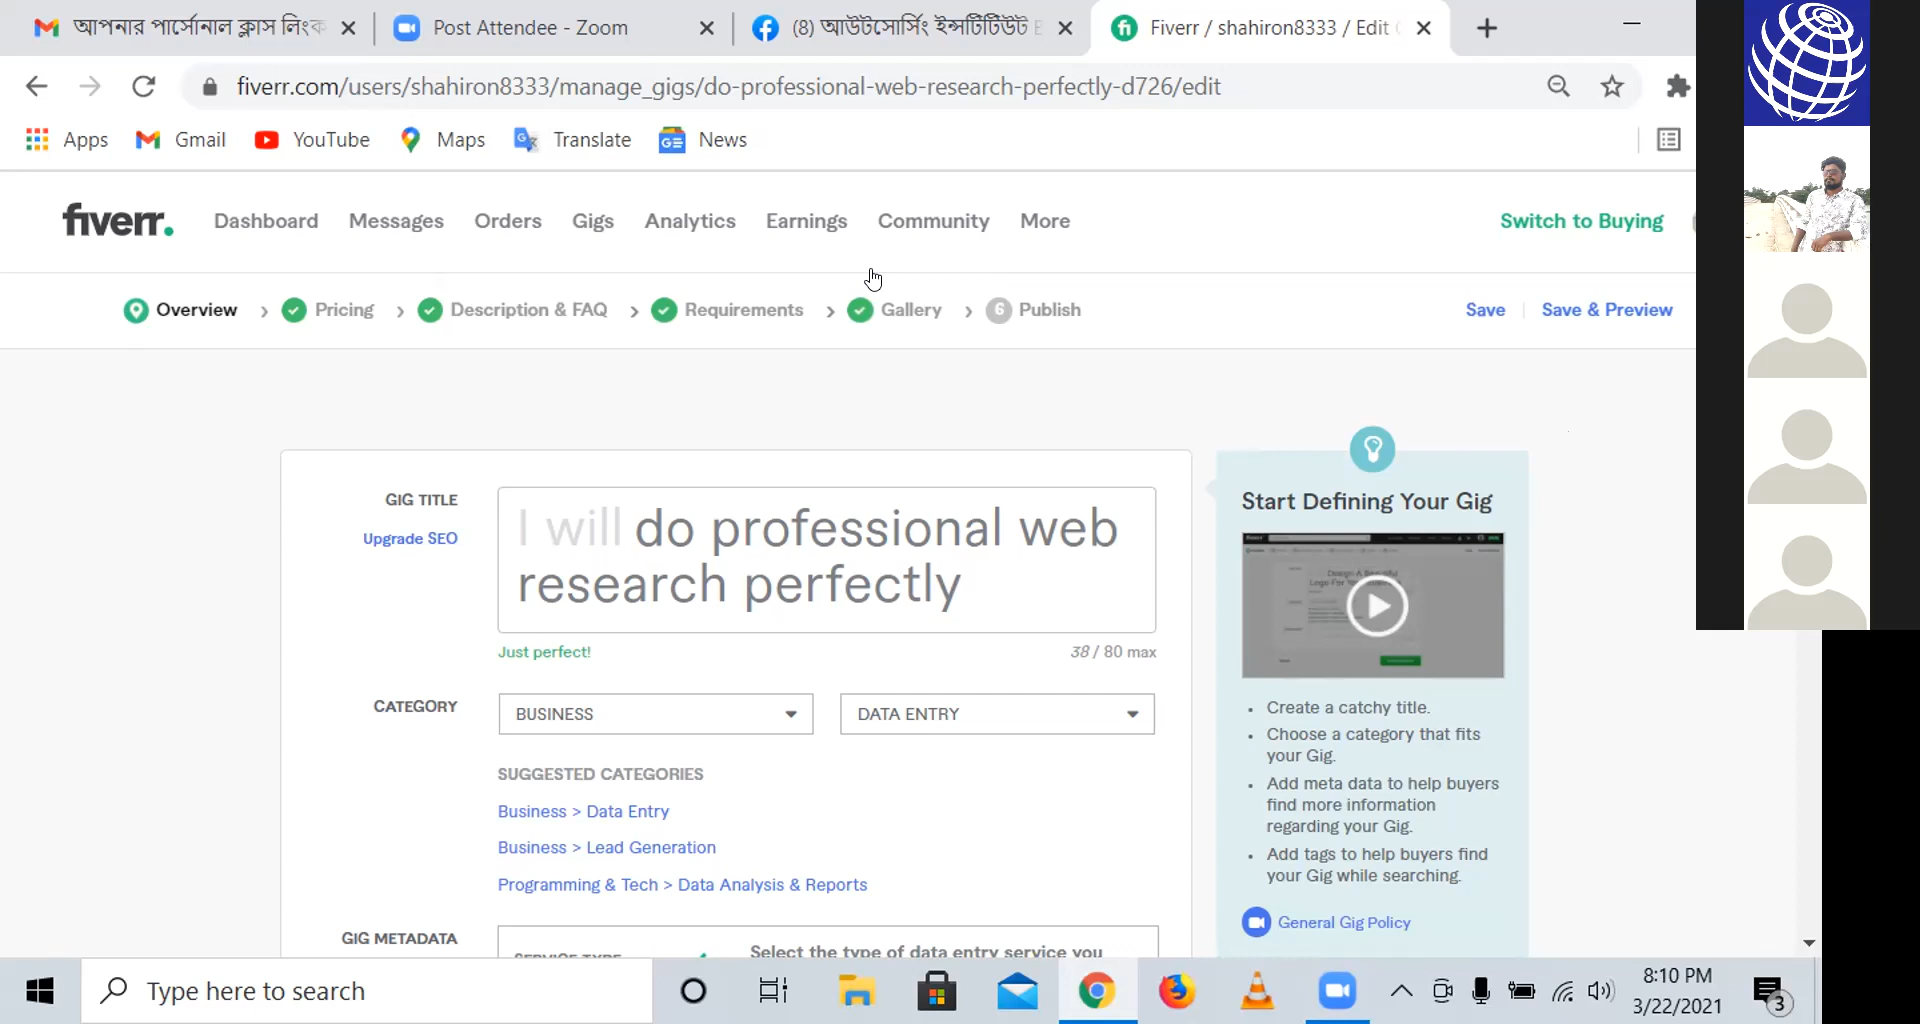 আপনার পার্সোনাল ক্লাস লিংক
Post Attendee - Zoom
(8) আউটসোর্সিং ইন্সটিটিউট
Fiverr / shahiron8333 / Edit
fiverr.com/users/shahiron8333/manage_gigs/do-professional-web-research-perfectly-d726/edit
Apps Gmail YouTube Maps Translate News
fiverr. Dashboard Messages Orders Gigs Analytics Earnings Community More Switch to Buying
Overview Pricing Description & FAQ Requirements Gallery 6 Publish Save Save & Preview
GIG TITLE
Upgrade SEO
I will do professional web
research perfectly
Just perfect! 38 / 80 max
CATEGORY BUSINESS DATA ENTRY
SUGGESTED CATEGORIES
Business > Data Entry
Business > Lead Generation
Programming & Tech > Data Analysis & Reports
GIG METADATA
SERVICE TYPE Select the type of data entry service you
Start Defining Your Gig
Create a catchy title.
Choose a category that fits
your Gig.
Add meta data to help buyers
find more information
regarding your Gig.
Add tags to help buyers find
your Gig while searching.
General Gig Policy
Type here to search
8:10 PM
3/22/2021
3